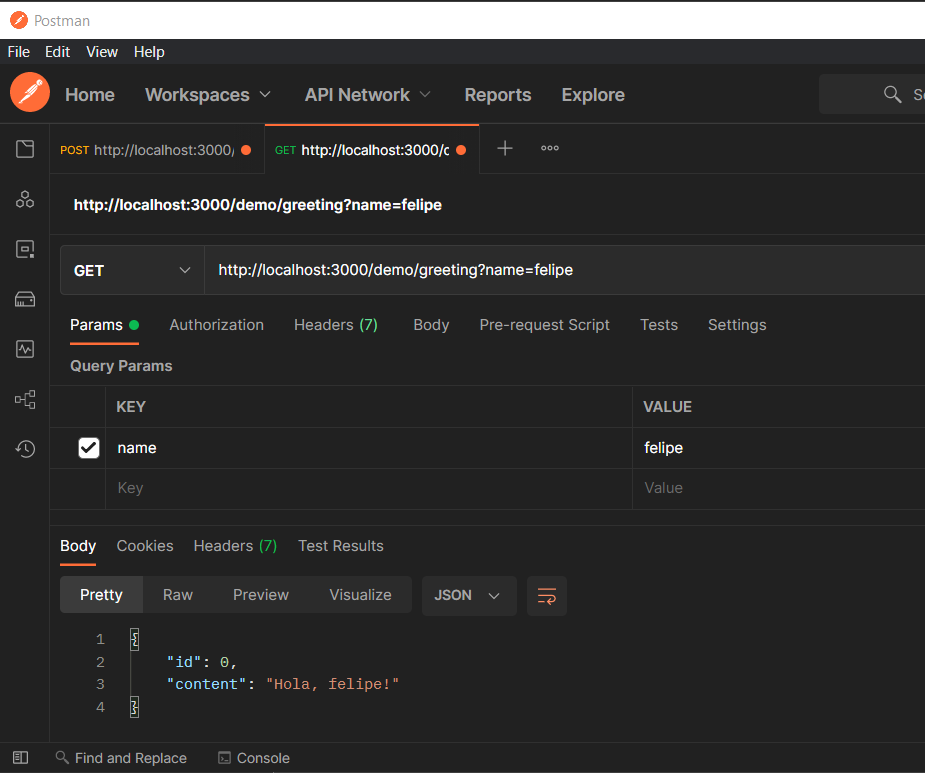 Postman
File Edit View Help
Home Workspaces API Network Reports Explore
POST http://localhost:3000/ GET http://localhost:3000/c
http://localhost:3000/demo/greeting?name=felipe
GET http://localhost:3000/demo/greeting?name=felipe
Params Authorization Headers (7) Body Pre-request Script Tests Settings
Query Params
KEY VALUE
name felipe
Key Value
Body Cookies Headers (7) Test Results
Pretty Raw Preview Visualize JSON
1 {
2 "id": 0,
3 "content": "Hola, felipe!"
4 }
Find and Replace Console